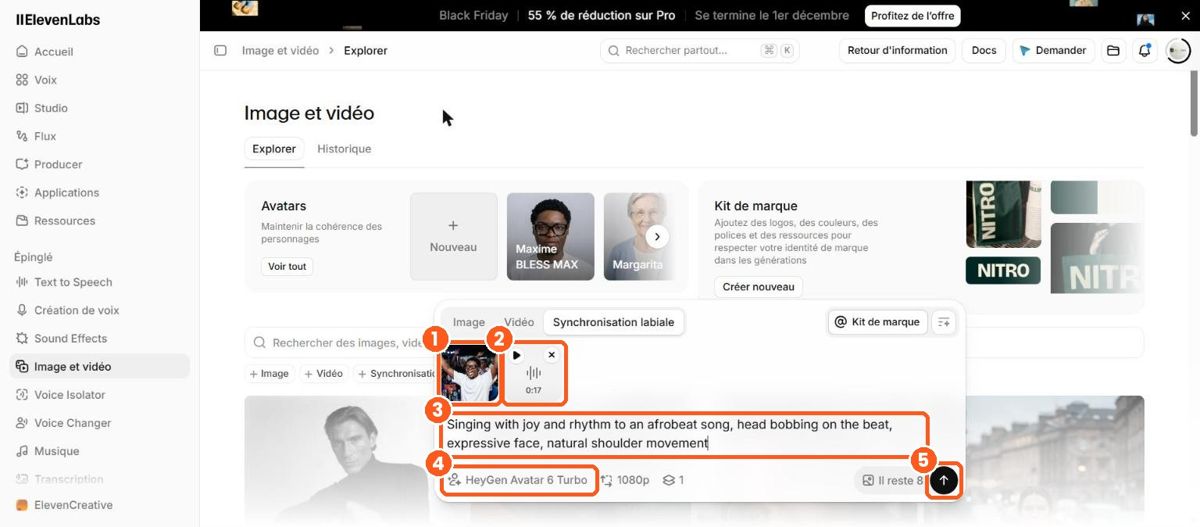 IIElevenLabs
Black Friday
55 % de réduction sur Pro
Se termine le 1er décembre
Profitez de l'offre
Image et vidéo > Explorer
Rechercher partout...
⌘ K
Retour d'information
Docs
Demander
Accueil
Voix
Studio
Flux
Producer
Applications
Ressources
Épinglé
Text to Speech
Création de voix
Sound Effects
Image et vidéo
Voice Isolator
Voice Changer
Musique
Transcription
ElevenCreative
Image et vidéo
Explorer
Historique
Avatars
Maintenir la cohérence des
personnages
Voir tout
+
Nouveau
Maxime
BLESS MAX
Margarita
Kit de marque
Ajoutez des logos, des couleurs, des
polices et des ressources pour
respecter votre identité de marque
dans les générations
Créer nouveau
NITRO
NITRO
NIT
Rechercher des images,
+ Image
+ Vidéo
Image
Vidéo
Synchronisation labiale
Kit de marque
1
2
0:17
3
Singing with joy and rhythm to an afrobeat song, head bobbing on the beat,
expressive face, natural shoulder movement
4
HeyGen Avatar 6 Turbo
1080p
1
Il reste 8
5